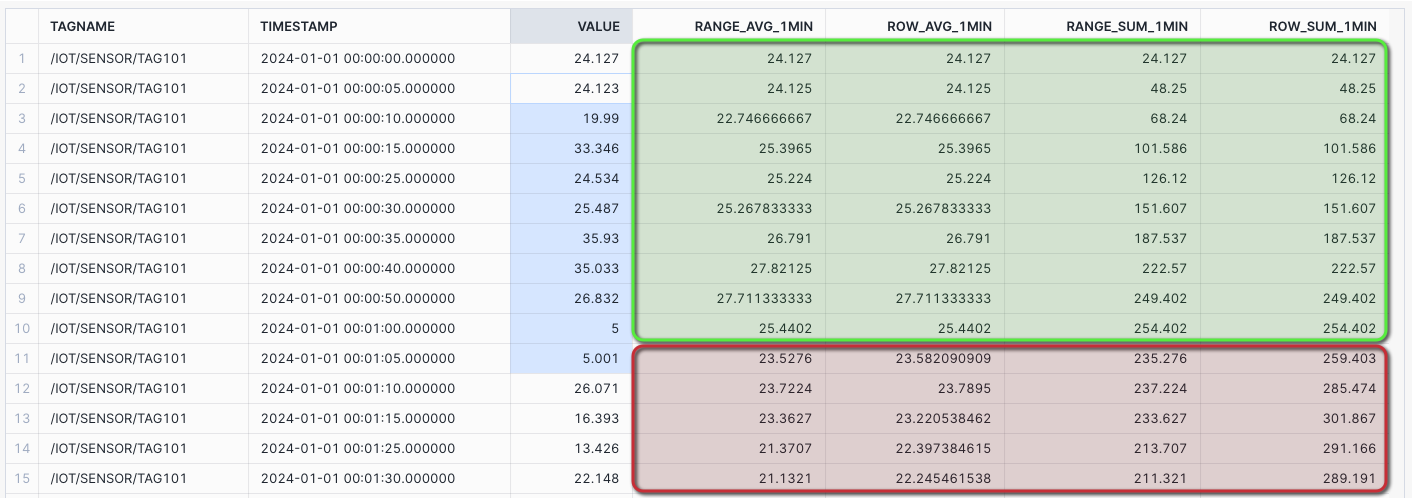 TAGNAME TIMESTAMP VALUE RANGE_AVG_1MIN ROW_AVG_1MIN RANGE_SUM_1MIN ROW_SUM_1MIN
1 /IOT/SENSOR/TAG101 2024-01-01 00:00:00.000000 24.127 24.127 24.127 24.127 24.127
2 /IOT/SENSOR/TAG101 2024-01-01 00:00:05.000000 24.123 24.125 24.125 48.25 48.25
3 /IOT/SENSOR/TAG101 2024-01-01 00:00:10.000000 19.99 22.746666667 22.746666667 68.24 68.24
4 /IOT/SENSOR/TAG101 2024-01-01 00:00:15.000000 33.346 25.3965 25.3965 101.586 101.586
5 /IOT/SENSOR/TAG101 2024-01-01 00:00:25.000000 24.534 25.224 25.224 126.12 126.12
6 /IOT/SENSOR/TAG101 2024-01-01 00:00:30.000000 25.487 25.267833333 25.267833333 151.607 151.607
7 /IOT/SENSOR/TAG101 2024-01-01 00:00:35.000000 35.93 26.791 26.791 187.537 187.537
8 /IOT/SENSOR/TAG101 2024-01-01 00:00:40.000000 35.033 27.82125 27.82125 222.57 222.57
9 /IOT/SENSOR/TAG101 2024-01-01 00:00:50.000000 26.832 27.711333333 27.711333333 249.402 249.402
10 /IOT/SENSOR/TAG101 2024-01-01 00:01:00.000000 5 25.4402 25.4402 254.402 254.402
11 /IOT/SENSOR/TAG101 2024-01-01 00:01:05.000000 5.001 23.5276 23.582090909 235.276 259.403
12 /IOT/SENSOR/TAG101 2024-01-01 00:01:10.000000 26.071 23.7224 23.7895 237.224 285.474
13 /IOT/SENSOR/TAG101 2024-01-01 00:01:15.000000 16.393 23.3627 23.220538462 233.627 301.867
14 /IOT/SENSOR/TAG101 2024-01-01 00:01:25.000000 13.426 21.3707 22.397384615 213.707 291.166
15 /IOT/SENSOR/TAG101 2024-01-01 00:01:30.000000 22.148 21.1321 22.245461538 211.321 289.191